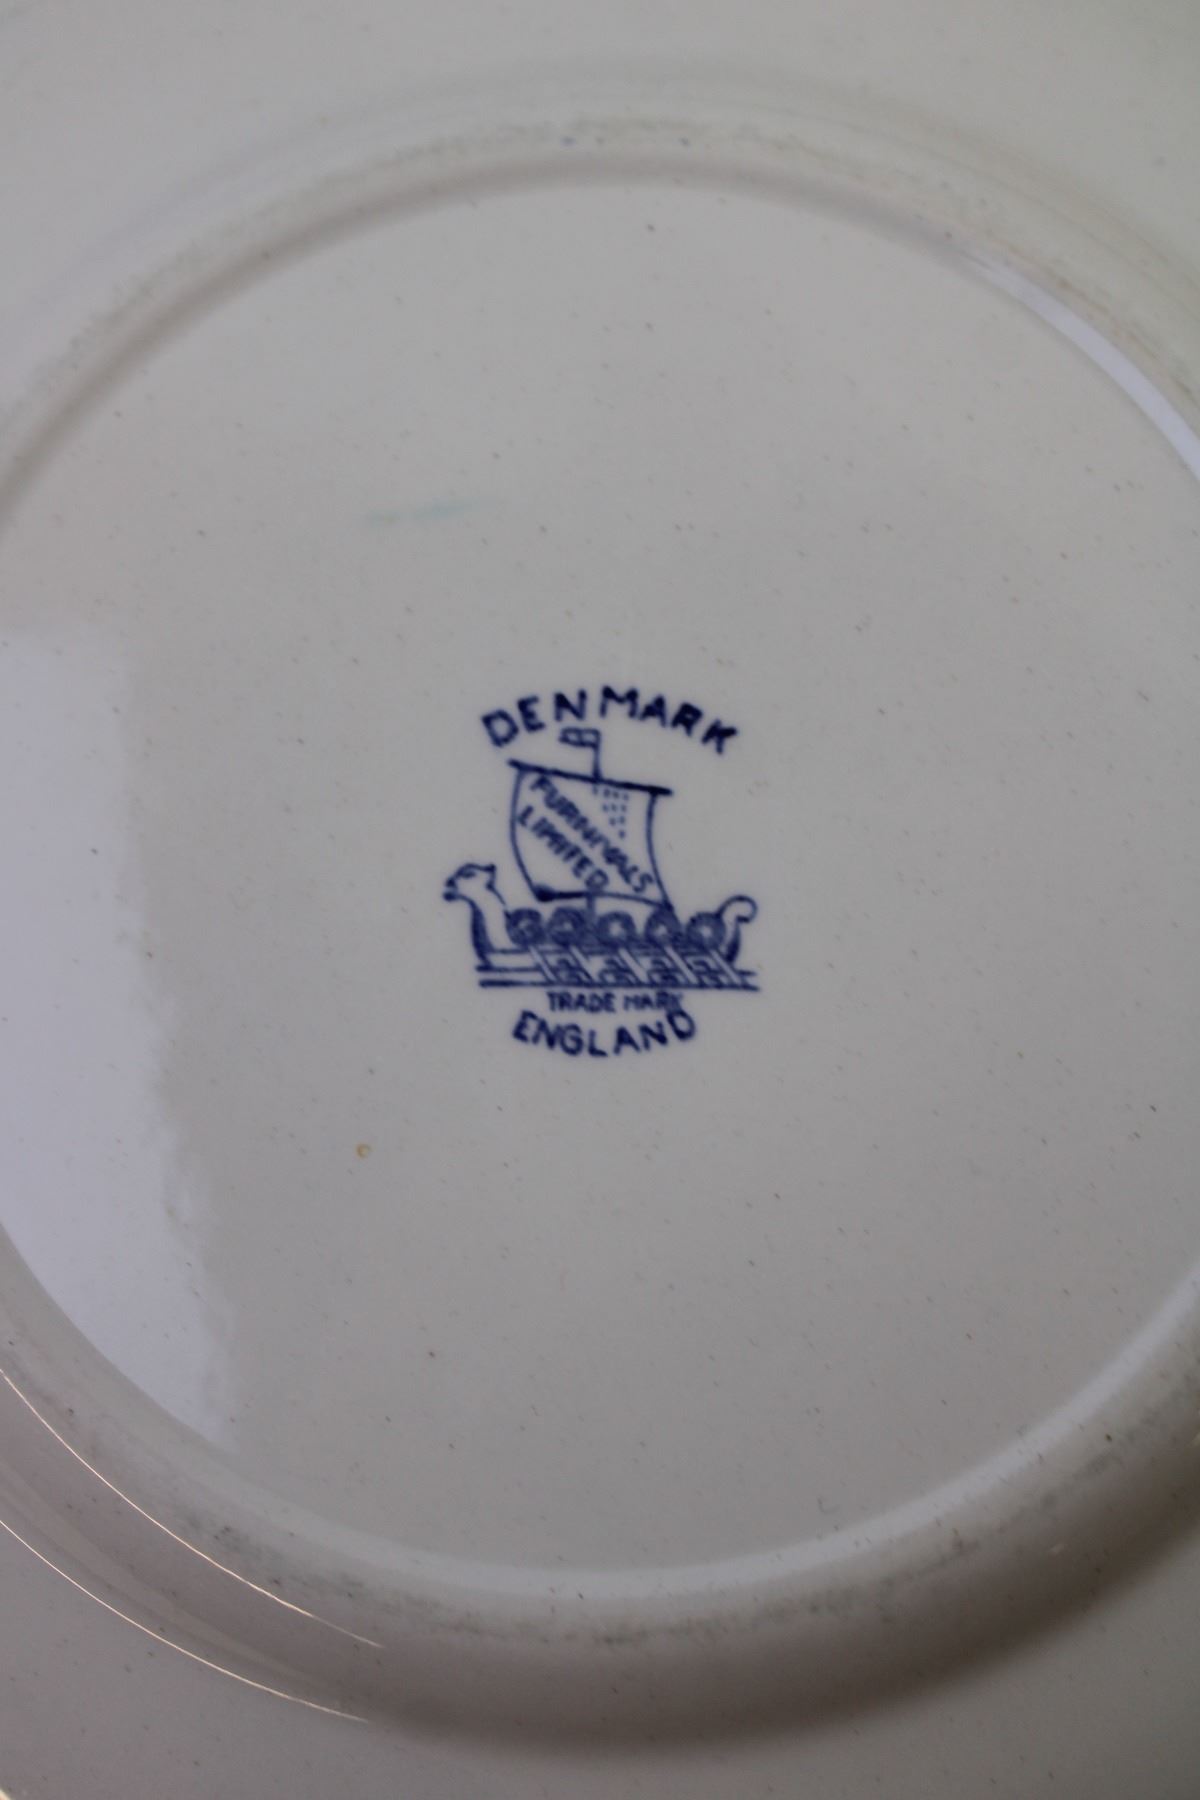 DENMARK
FURNIVALS
LIMITED
TRADE MARK
ENGLAND